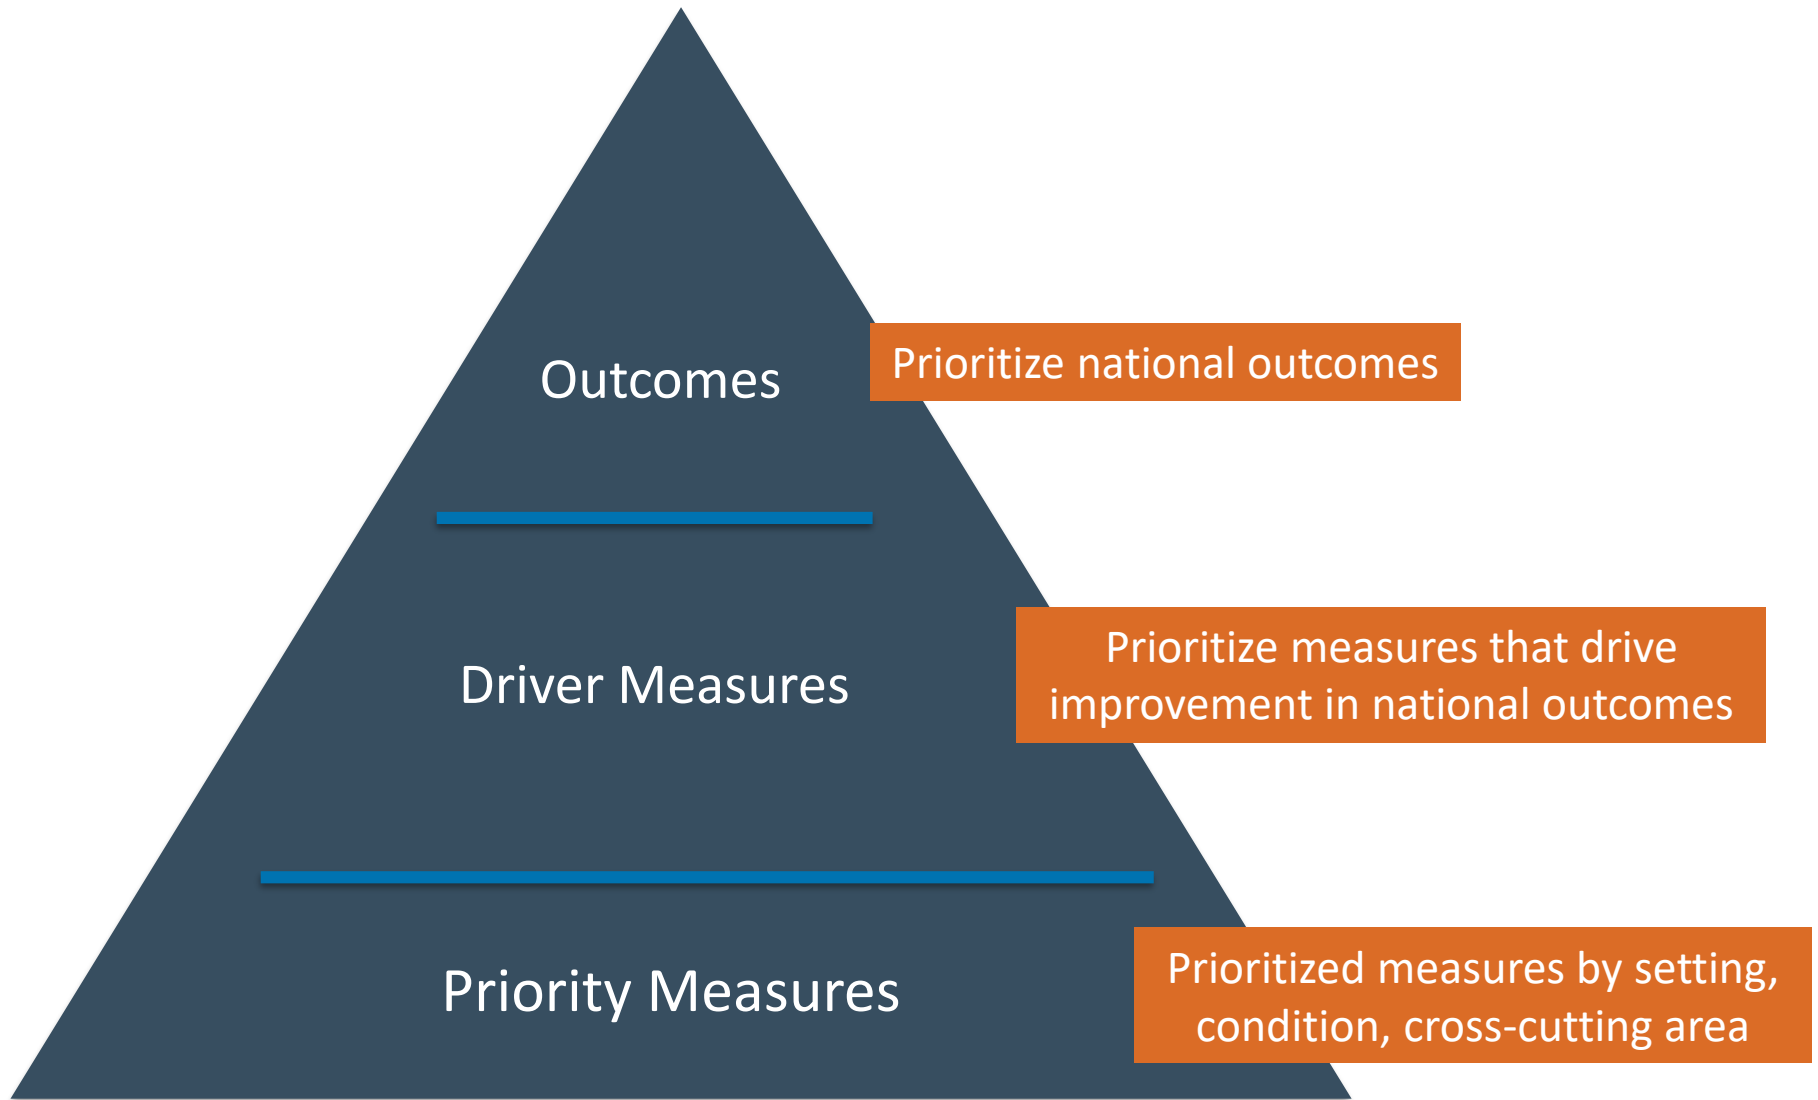 Outcomes
Prioritize national outcomes
Driver Measures
Prioritize measures that drive
improvement in national outcomes
Priority Measures
Prioritized measures by setting,
condition, cross-cutting area